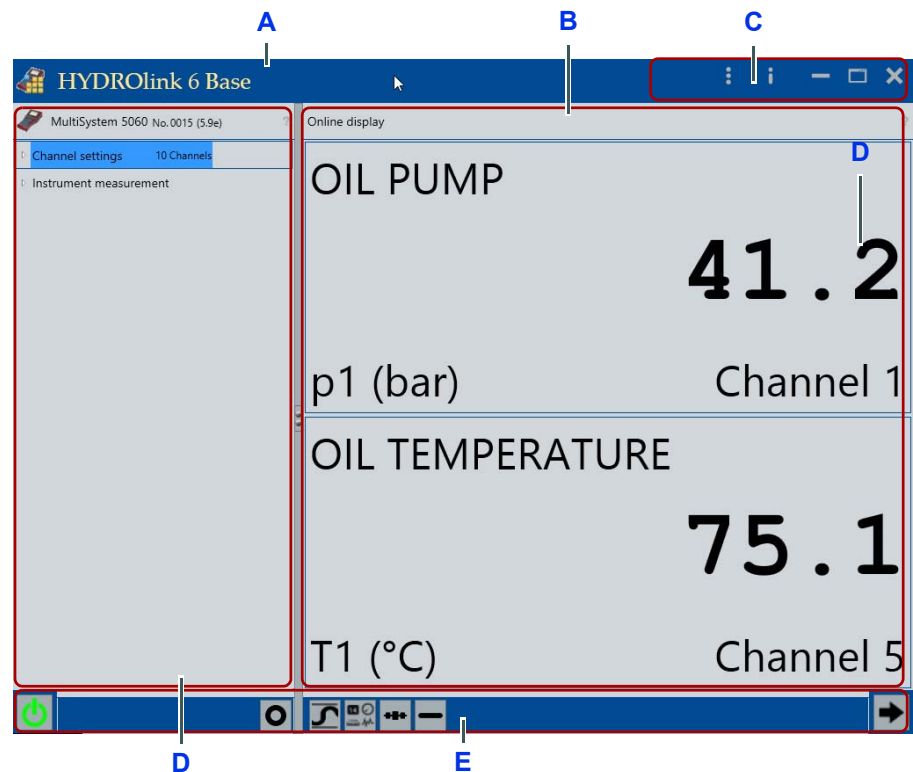 A
B
C
HYDROlink 6 Base
MultiSystem 5060 No. 0015 (5.9e)
?
Online display
?
Channel settings 10 Channels
D
Instrument measurement
OIL PUMP
41.2
p1 (bar)
Channel 1
OIL TEMPERATURE
75.1
T1 (°C)
Channel 5
D
E